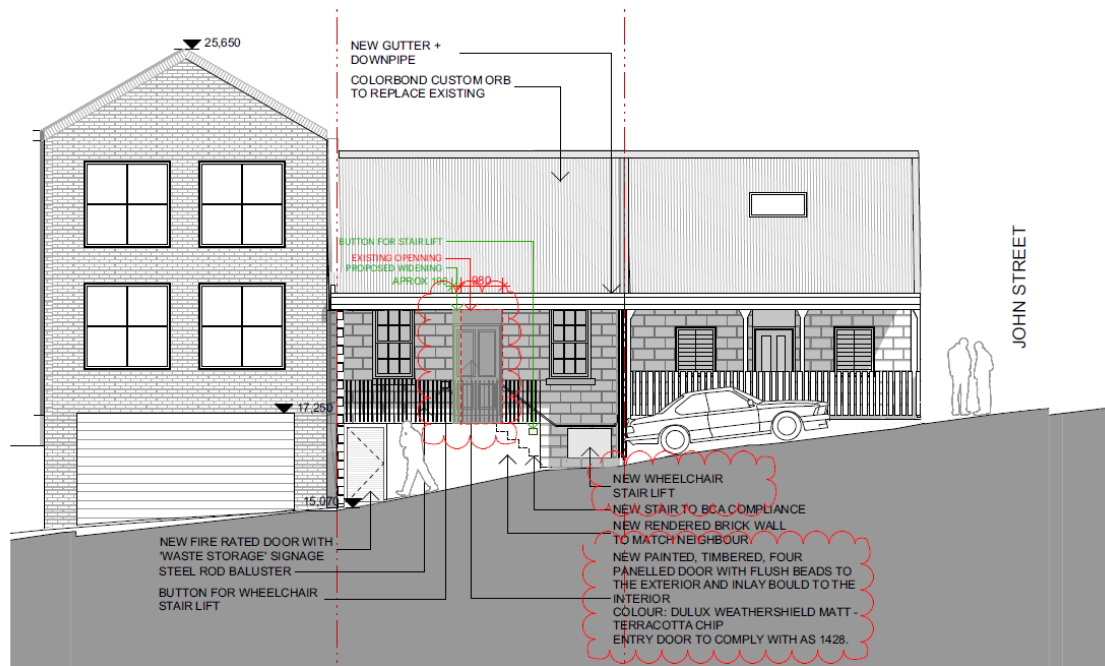 25,650
NEW GUTTER +
DOWNPIPE
COLORBOND CUSTOM ORB
TO REPLACE EXISTING
JOHN STREET
BUTTON FOR STAIR LIFT
EXISTING OPENNING
PROPOSED WIDENING
APROX 190
980
17,250
15,070
NEW FIRE RATED DOOR WITH
'WASTE STORAGE' SIGNAGE
STEEL ROD BALUSTER
BUTTON FOR WHEELCHAIR
STAIR LIFT
NEW WHEELCHAIR
STAIR LIFT
NEW STAIR TO BCA COMPLIANCE
NEW RENDERED BRICK WALL
TO MATCH NEIGHBOUR
NEW PAINTED, TIMBERED, FOUR
PANELLED DOOR WITH FLUSH BEADS TO
THE EXTERIOR AND INLAY BOULD TO THE
INTERIOR
COLOUR: DULUX WEATHERSHIELD MATT -
TERRACOTTA CHIP
ENTRY DOOR TO COMPLY WITH AS 1428.